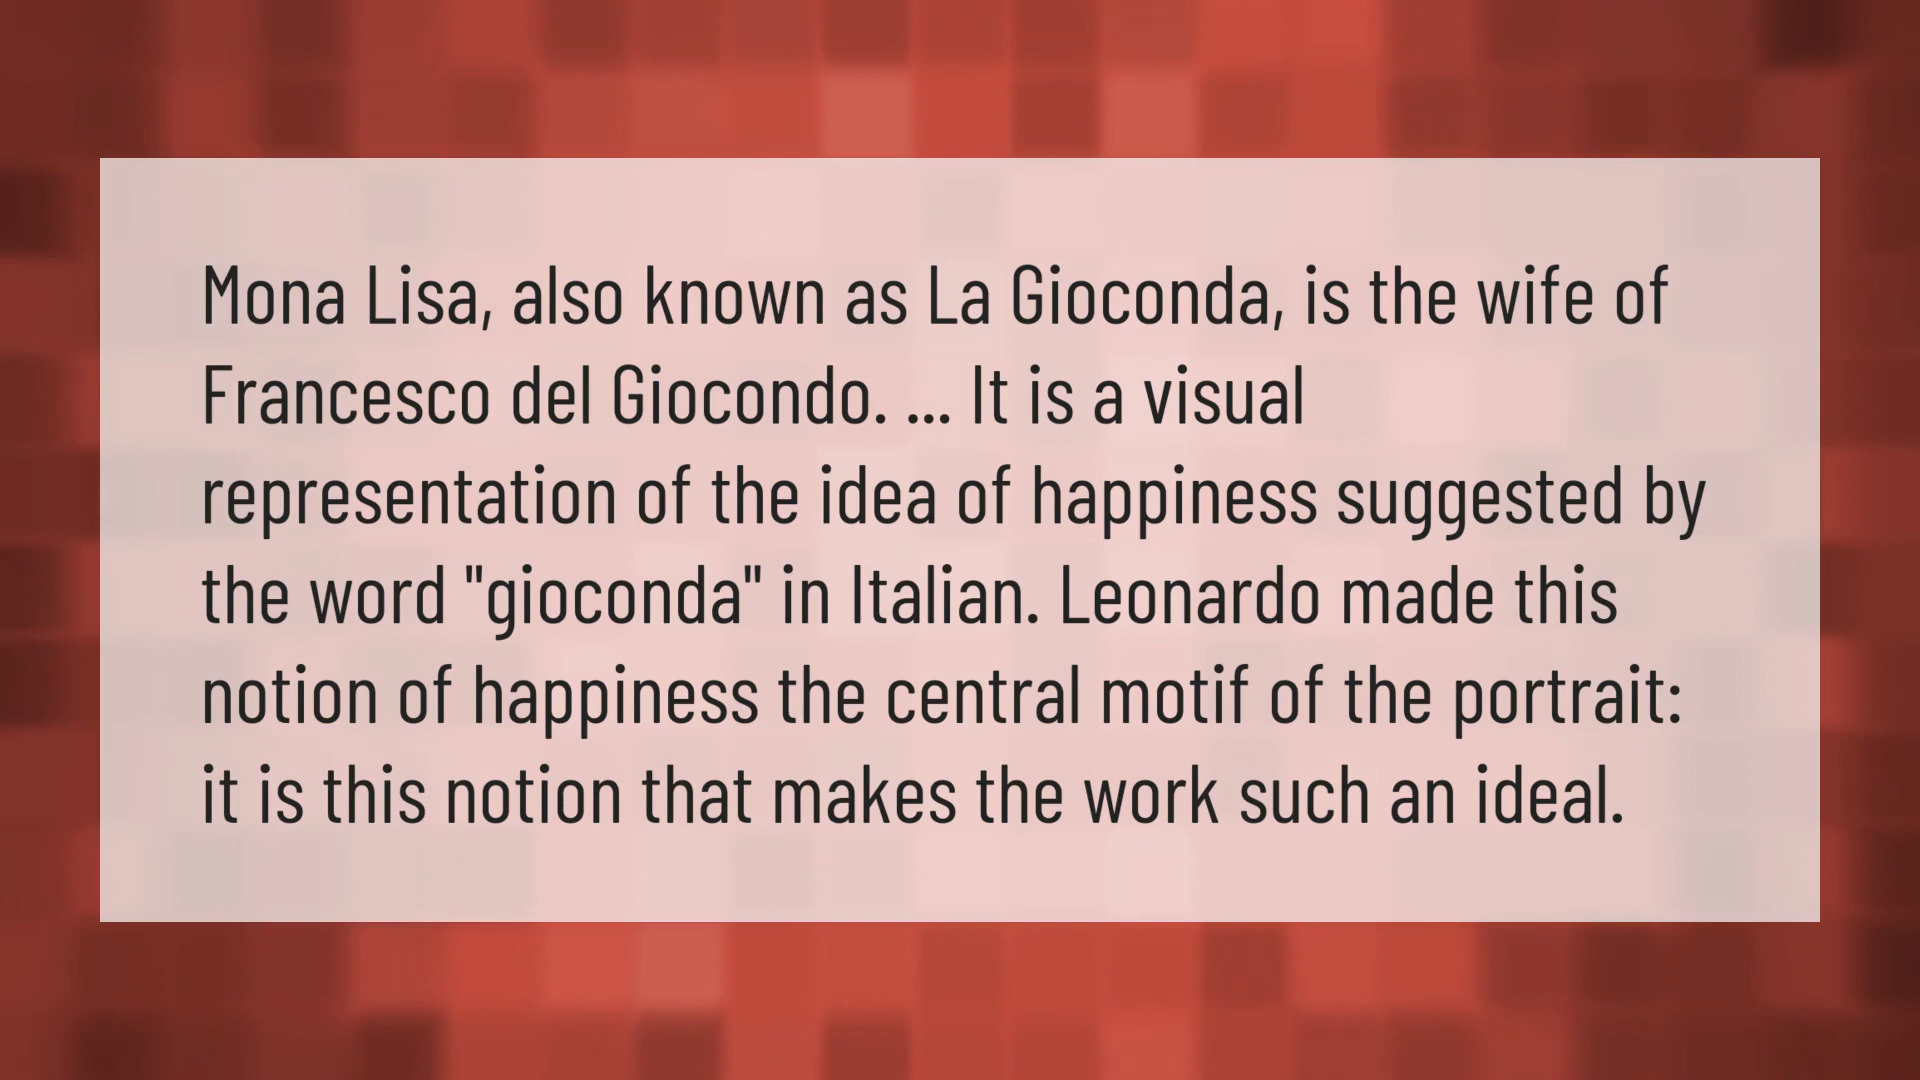 Mona Lisa, also known as La Gioconda, is the wife of
Francesco del Giocondo. ... It is a visual
representation of the idea of happiness suggested by
the word "gioconda" in Italian. Leonardo made this
notion of happiness the central motif of the portrait:
it is this notion that makes the work such an ideal.